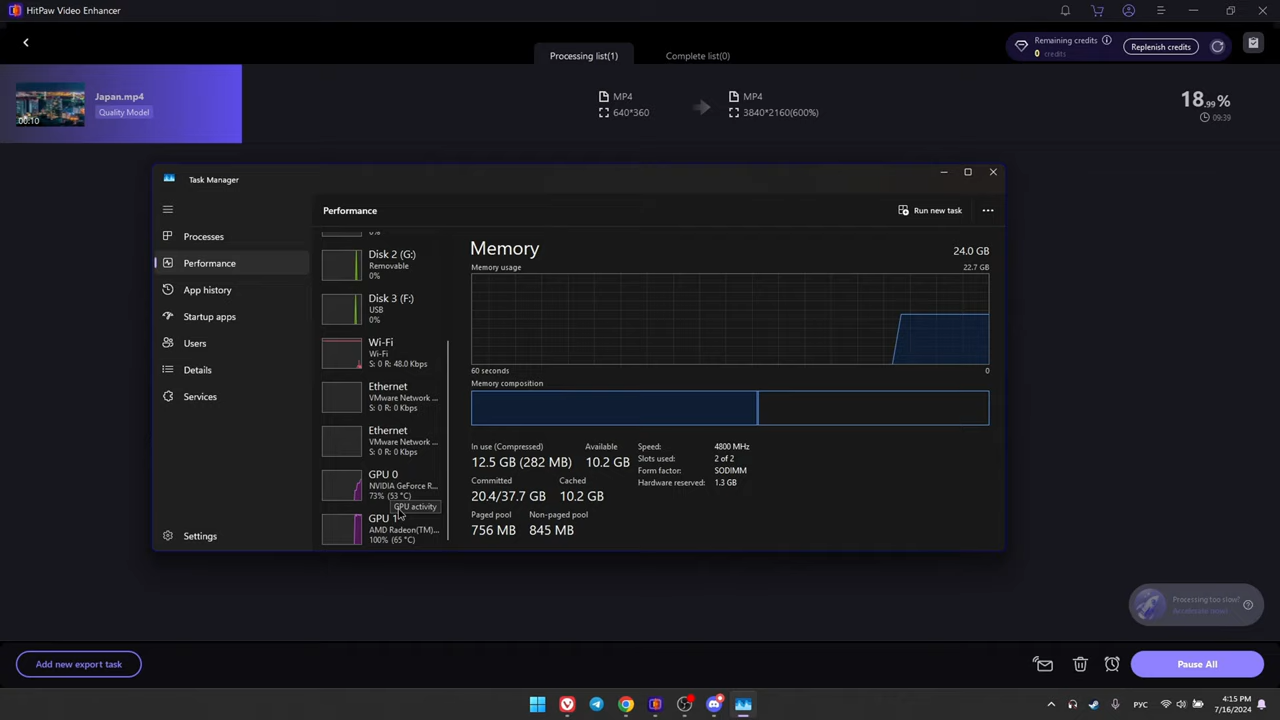 HitPaw Video Enhancer
Processing list(1)
Complete list(0)
Remaining credits
0 credits
Replenish credits
Japan.mp4
Quality Model
00:10
MP4
640*360
MP4
3840*2160(600%)
18.99%
09:39
Task Manager
Performance
Run new task
Processes
Performance
App history
Startup apps
Users
Details
Services
Settings
0%
Disk 2 (G:)
Removable
0%
Disk 3 (F:)
USB
0%
Wi-Fi
Wi-Fi
S: 0 R: 48.0 Kbps
Ethernet
VMware Network ...
S: 0 R: 0 Kbps
Ethernet
VMware Network ...
S: 0 R: 0 Kbps
GPU 0
NVIDIA GeForce R...
73% (53 °C)
GPU activity
GPU 1
AMD Radeon(TM)...
100% (65 °C)
Memory
24.0 GB
Memory usage
22.7 GB
60 seconds
0
Memory composition
In use (Compressed)
12.5 GB (282 MB)
Available
10.2 GB
Committed
20.4/37.7 GB
Cached
10.2 GB
Paged pool
756 MB
Non-paged pool
845 MB
Speed: 4800 MHz
Slots used: 2 of 2
Form factor: SODIMM
Hardware reserved: 1.3 GB
Processing too slow?
Accelerate now!
Add new export task
Pause All
РУС
4:15 PM
7/16/2024